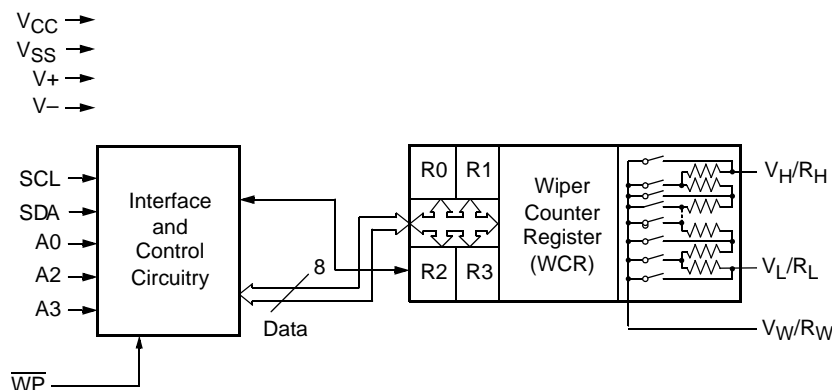 VCC
VSS
V+
V–
SCL
SDA
A0
A2
A3
WP
Interface
and
Control
Circuitry
8
Data
R0 R1
R2 R3
Wiper
Counter
Register
(WCR)
VH/RH
VL/RL
VW/RW